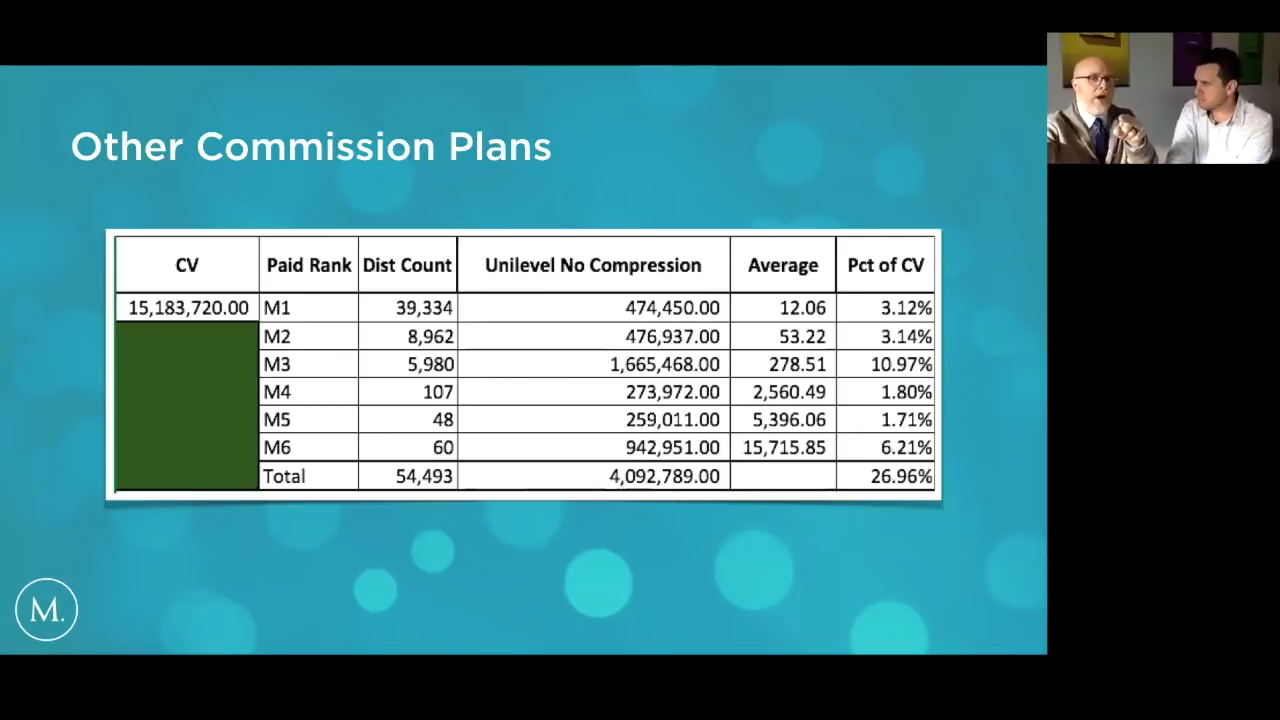 Other Commission Plans
CV Paid Rank Dist Count Unilevel No Compression Average Pct of CV
15,183,720.00 M1 39,334 474,450.00 12.06 3.12%
M2 8,962 476,937.00 53.22 3.14%
M3 5,980 1,665,468.00 278.51 10.97%
M4 107 273,972.00 2,560.49 1.80%
M5 48 259,011.00 5,396.06 1.71%
M6 60 942,951.00 15,715.85 6.21%
Total 54,493 4,092,789.00 26.96%
M.